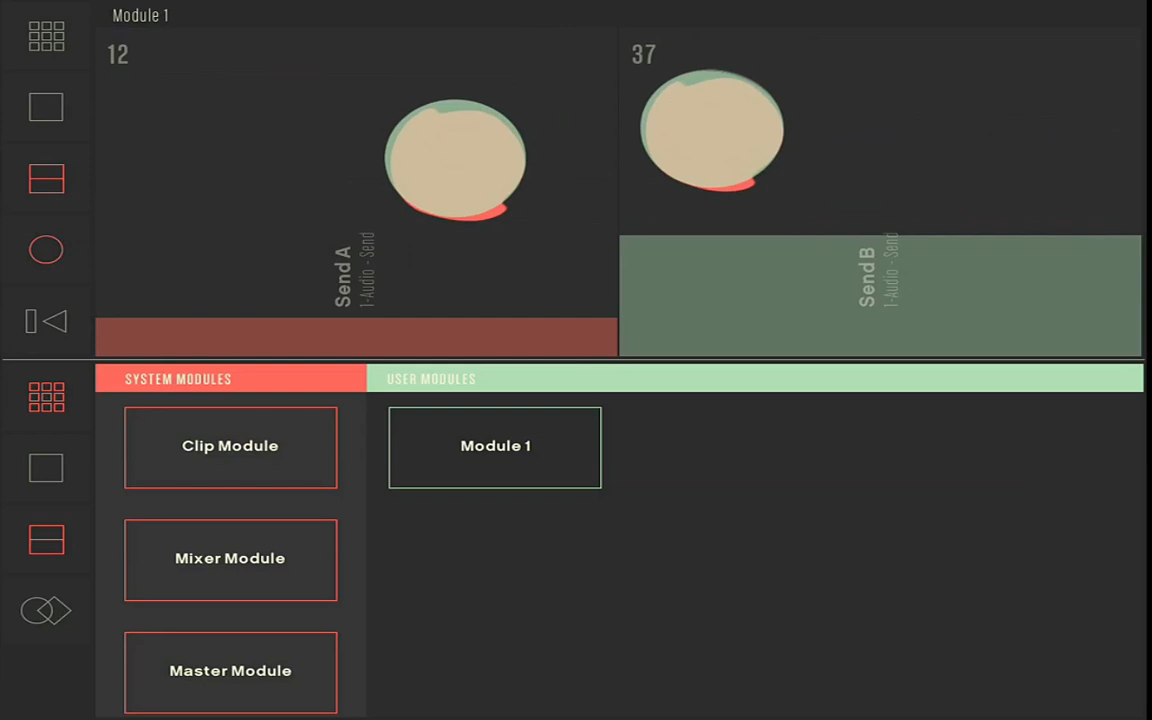 Module 1
12
37
Send A
1-Audio - Send
Send B
1-Audio - Send
SYSTEM MODULES
USER MODULES
Clip Module
Module 1
Mixer Module
Master Module